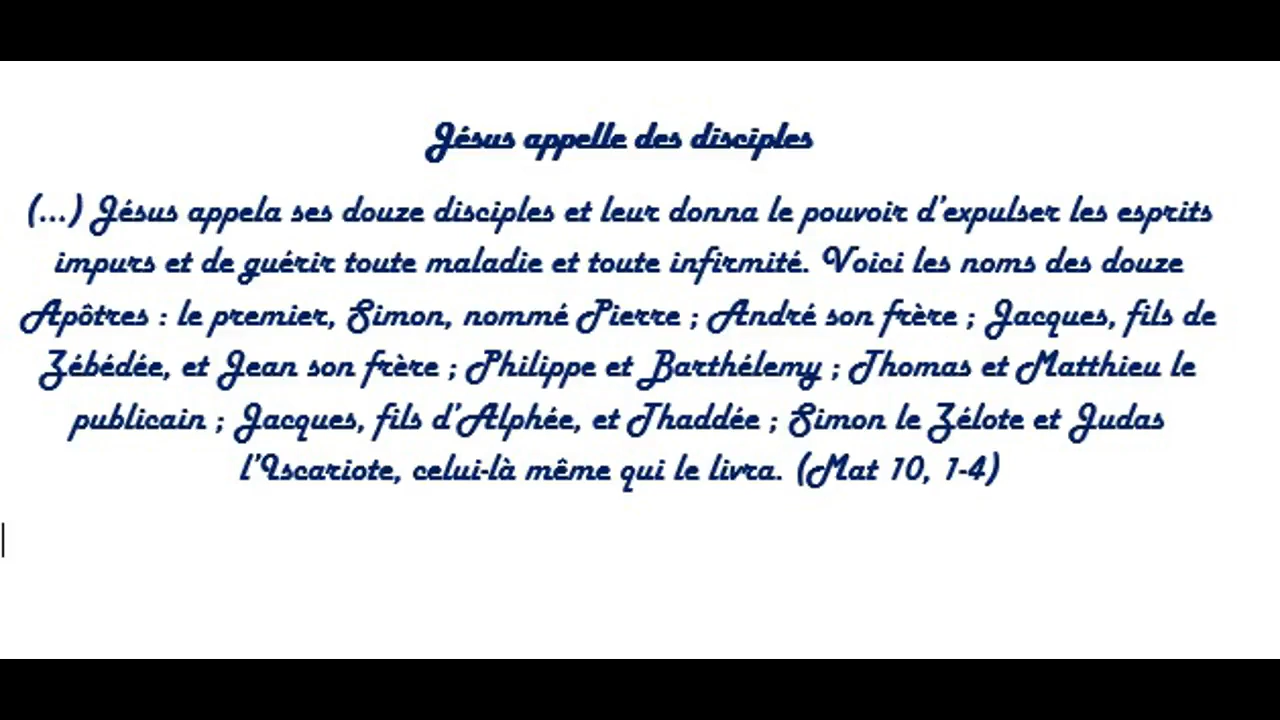 Jésus appelle des disciples
(...) Jésus appela ses douze disciples et leur donna le pouvoir d'expulser les esprits
impurs et de guérir toute maladie et toute infirmité. Voici les noms des douze
Apôtres : le premier, Simon, nommé Pierre ; André son frère ; Jacques, fils de
Zébédée, et Jean son frère ; Philippe et Barthélemy ; Thomas et Matthieu le
publicain ; Jacques, fils d'Alphée, et Thaddée ; Simon le Zélote et Judas
l'Iscariote, celui-là même qui le livra. (Mat 10, 1-4)